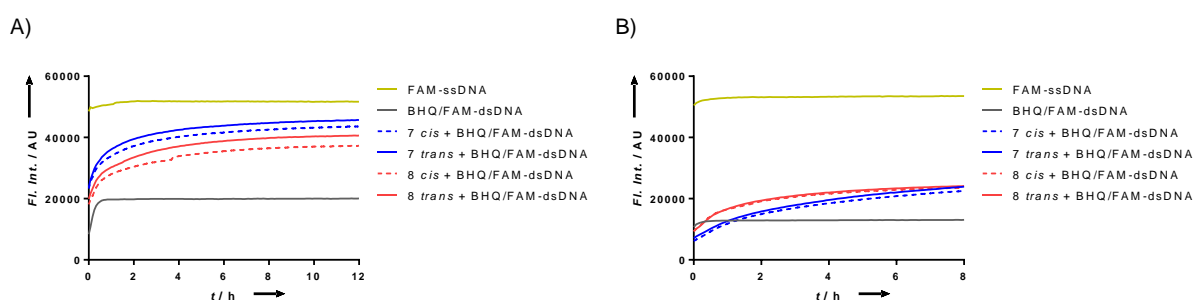 A)
Fl. Int. / AU
60000
40000
20000
0
0 2 4 6 8 10 12
t / h
FAM-ssDNA
BHQ/FAM-dsDNA
7 cis + BHQ/FAM-dsDNA
7 trans + BHQ/FAM-dsDNA
8 cis + BHQ/FAM-dsDNA
8 trans + BHQ/FAM-dsDNA
B)
Fl. Int. / AU
60000
40000
20000
0
0 2 4 6 8
t / h
FAM-ssDNA
BHQ/FAM-dsDNA
7 cis + BHQ/FAM-dsDNA
7 trans + BHQ/FAM-dsDNA
8 cis + BHQ/FAM-dsDNA
8 trans + BHQ/FAM-dsDNA